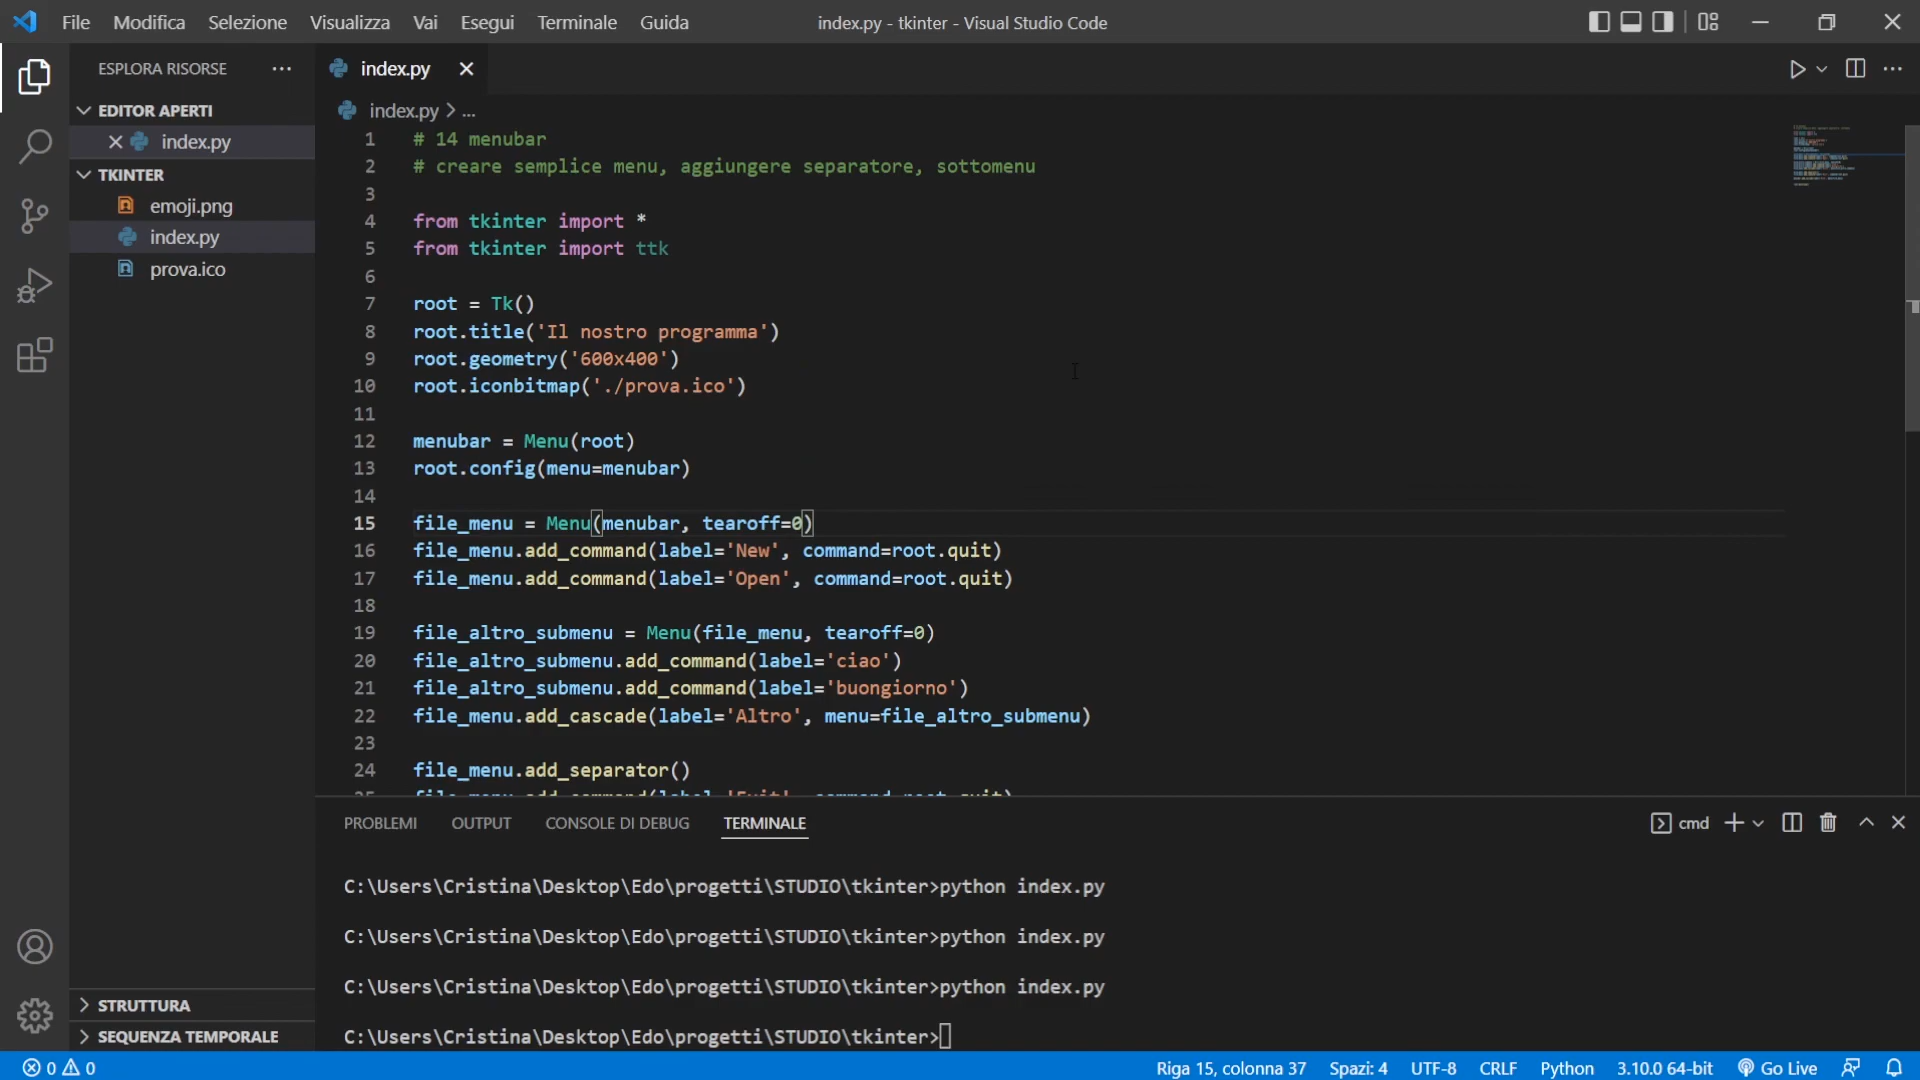 File Modifica Selezione Visualizza Vai Esegui Terminale Guida
index.py - tkinter - Visual Studio Code
ESPLORA RISORSE ...
EDITOR APERTI
index.py
TKINTER
emoji.png
index.py
prova.ico
STRUTTURA
SEQUENZA TEMPORALE
index.py
index.py > ...
1 # 14 menubar
2 # creare semplice menu, aggiungere separatore, sottomenu
3
4 from tkinter import *
5 from tkinter import ttk
6
7 root = Tk()
8 root.title('Il nostro programma')
9 root.geometry('600x400')
10 root.iconbitmap('./prova.ico')
11
12 menubar = Menu(root)
13 root.config(menu=menubar)
14
15 file_menu = Menu(menubar, tearoff=0)
16 file_menu.add_command(label='New', command=root.quit)
17 file_menu.add_command(label='Open', command=root.quit)
18
19 file_altro_submenu = Menu(file_menu, tearoff=0)
20 file_altro_submenu.add_command(label='ciao')
21 file_altro_submenu.add_command(label='buongiorno')
22 file_menu.add_cascade(label='Altro', menu=file_altro_submenu)
23
24 file_menu.add_separator()
25 file_menu.add_command(label='Exit', command=root.quit)
PROBLEMI OUTPUT CONSOLE DI DEBUG TERMINALE
cmd
C:\Users\Cristina\Desktop\Edo\progetti\STUDIO\tkinter>python index.py
C:\Users\Cristina\Desktop\Edo\progetti\STUDIO\tkinter>python index.py
C:\Users\Cristina\Desktop\Edo\progetti\STUDIO\tkinter>python index.py
C:\Users\Cristina\Desktop\Edo\progetti\STUDIO\tkinter>
0 0
Riga 15, colonna 37 Spazi: 4 UTF-8 CRLF Python 3.10.0 64-bit Go Live